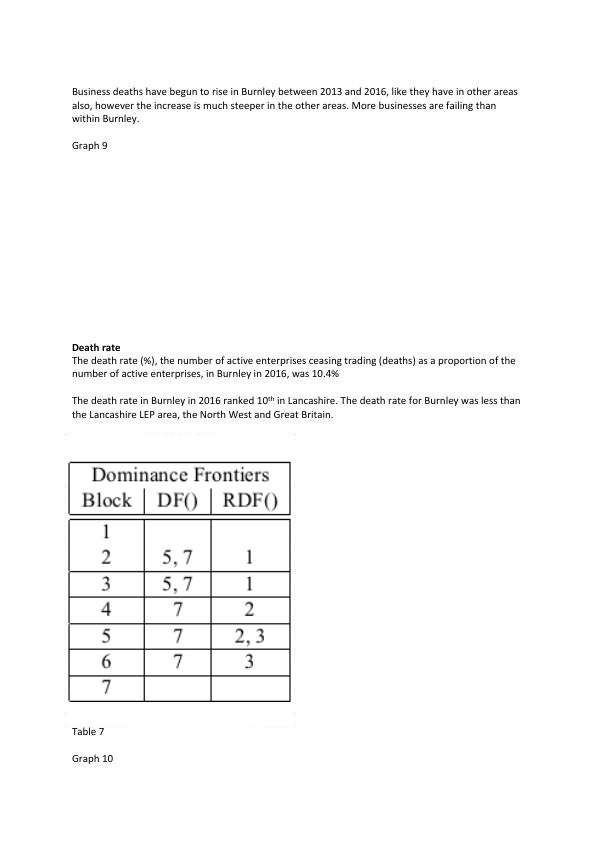 Business deaths have begun to rise in Burnley between 2013 and 2016, like they have in other areas
also, however the increase is much steeper in the other areas. More businesses are failing than
within Burnley.
Graph 9
Death rate
The death rate (%), the number of active enterprises ceasing trading (deaths) as a proportion of the
number of active enterprises, in Burnley in 2016, was 10.4%
The death rate in Burnley in 2016 ranked 10th in Lancashire. The death rate for Burnley was less than
the Lancashire LEP area, the North West and Great Britain.
Dominance Frontiers
Block DF() RDF()
1
2 5, 7 1
3 5, 7 1
4 7 2
5 7 2, 3
6 7 3
7
Table 7
Graph 10